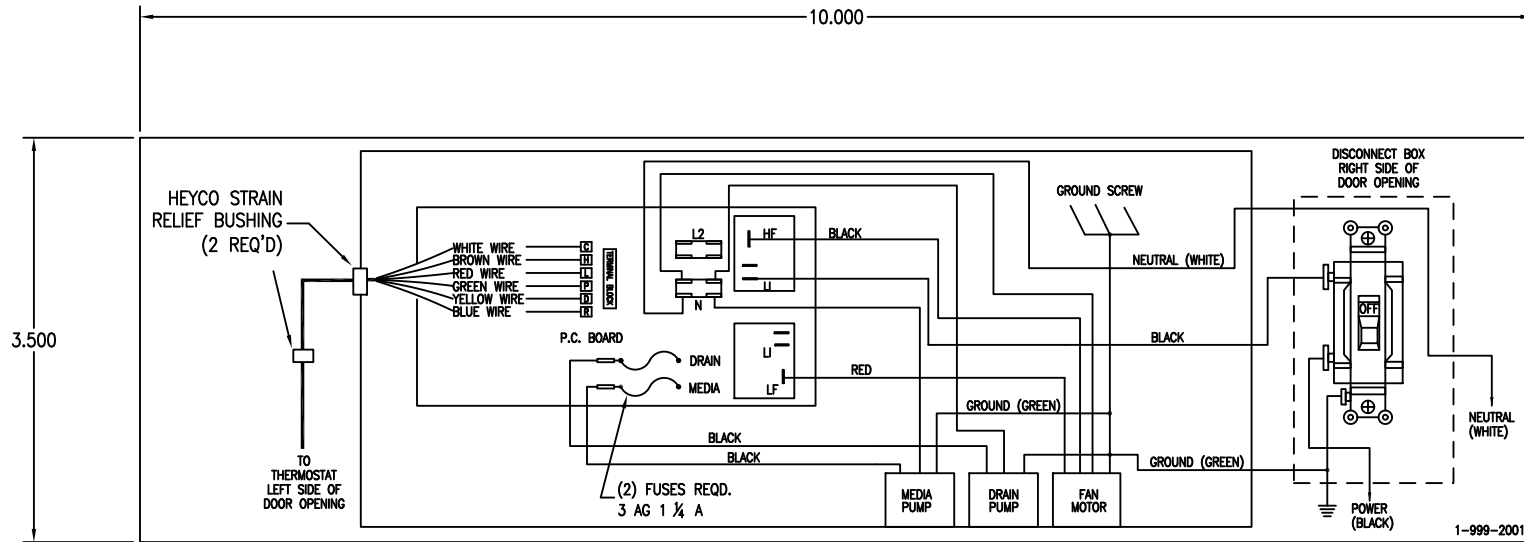 10.000
3.500
HEYCO STRAIN
RELIEF BUSHING
(2 REQ'D)
TO
THERMOSTAT
LEFT SIDE OF
DOOR OPENING
WHITE WIRE
BROWN WIRE
RED WIRE
GREEN WIRE
YELLOW WIRE
BLUE WIRE
C
L
P
D
R
TERMINAL BLOCK
P.C. BOARD
L2
N
HF
LI
LI
LF
DRAIN
MEDIA
BLACK
RED
GROUND SCREW
NEUTRAL (WHITE)
BLACK
GROUND (GREEN)
BLACK
BLACK
GROUND (GREEN)
(2) FUSES REQD.
3 AG 1 ¼ A
MEDIA
PUMP
DRAIN
PUMP
FAN
MOTOR
DISCONNECT BOX
RIGHT SIDE OF
DOOR OPENING
OFF
NEUTRAL
(WHITE)
POWER
(BLACK)
1-999-2001